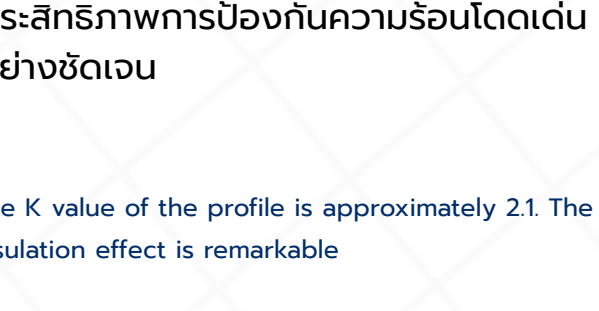 ระสิทธิภาพการป้องกันความร้อนโดดเด่น
ย่างชัดเจน
e K value of the profile is approximately 2.1. The
sulation effect is remarkable